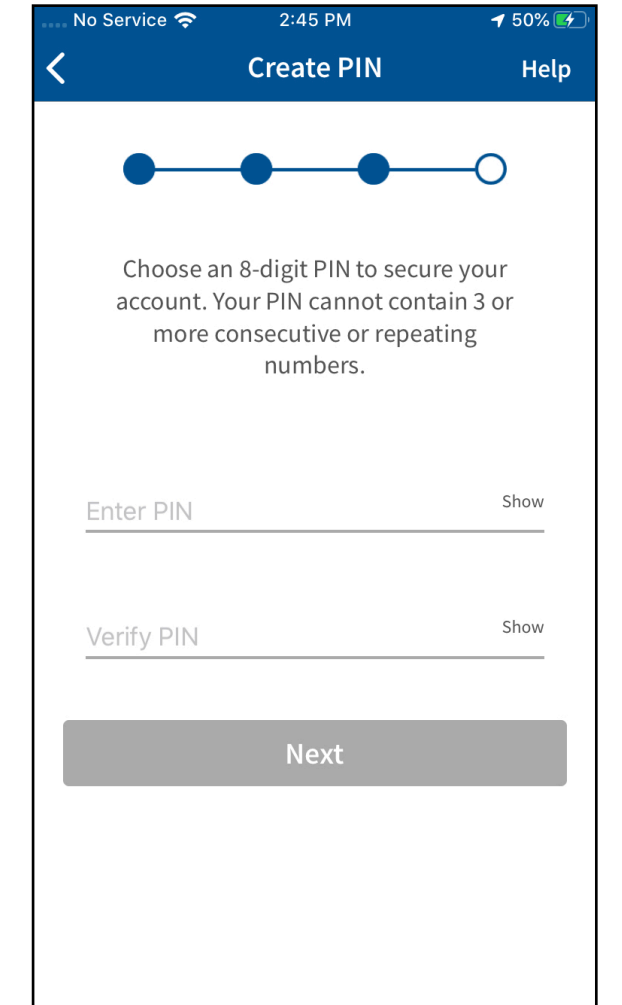 No Service 2:45 PM 50%
Create PIN Help
Choose an 8-digit PIN to secure your
account. Your PIN cannot contain 3 or
more consecutive or repeating
numbers.
Enter PIN Show
Verify PIN Show
Next